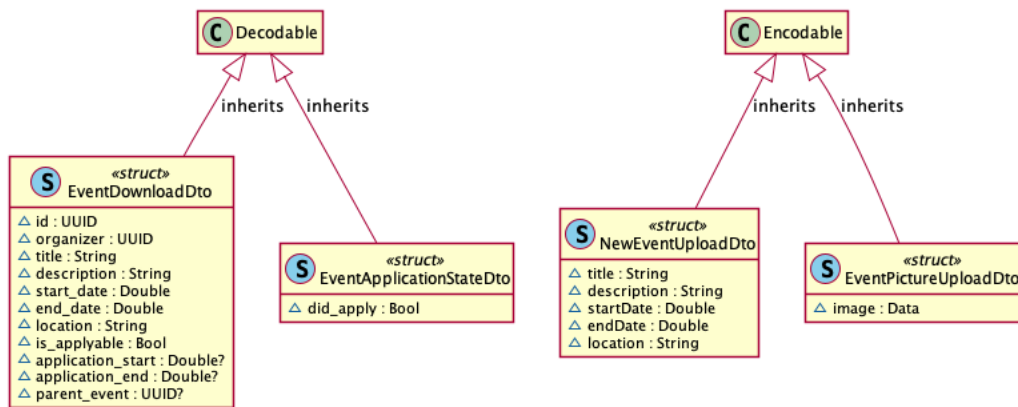 C Decodable
C Encodable
inherits
inherits
inherits
inherits
«struct»
S EventDownloadDto
id : UUID
organizer : UUID
title : String
description : String
start_date : Double
end_date : Double
location : String
is_applyable : Bool
application_start : Double?
application_end : Double?
parent_event : UUID?
«struct»
S EventApplicationStateDto
did_apply : Bool
«struct»
S NewEventUploadDto
title : String
description : String
startDate : Double
endDate : Double
location : String
«struct»
S EventPictureUploadDto
image : Data